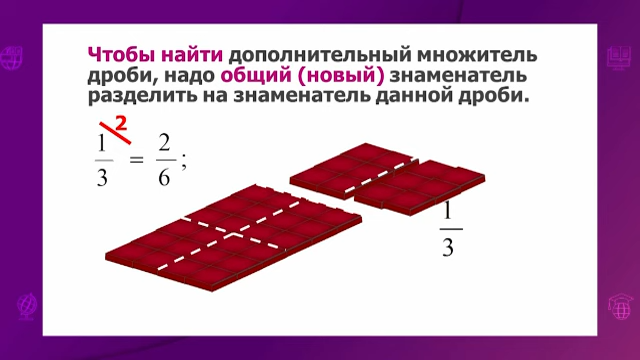 Чтобы найти дополнительный множитель
дроби, надо общий (новый) знаменатель
разделить на знаменатель данной дроби.
2
1 2
= ;
3 6
1
3